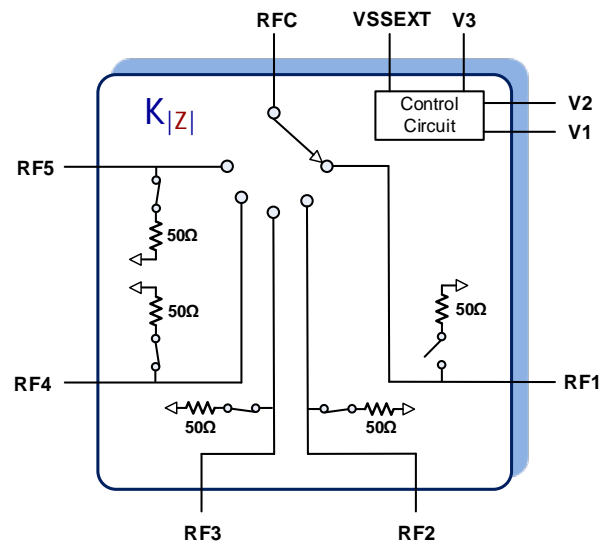 RFC VSSEXT V3
K|Z|
Control
Circuit
V2
V1
RF5
50Ω
50Ω
50Ω
RF4
RF1
50Ω
50Ω
RF3
RF2